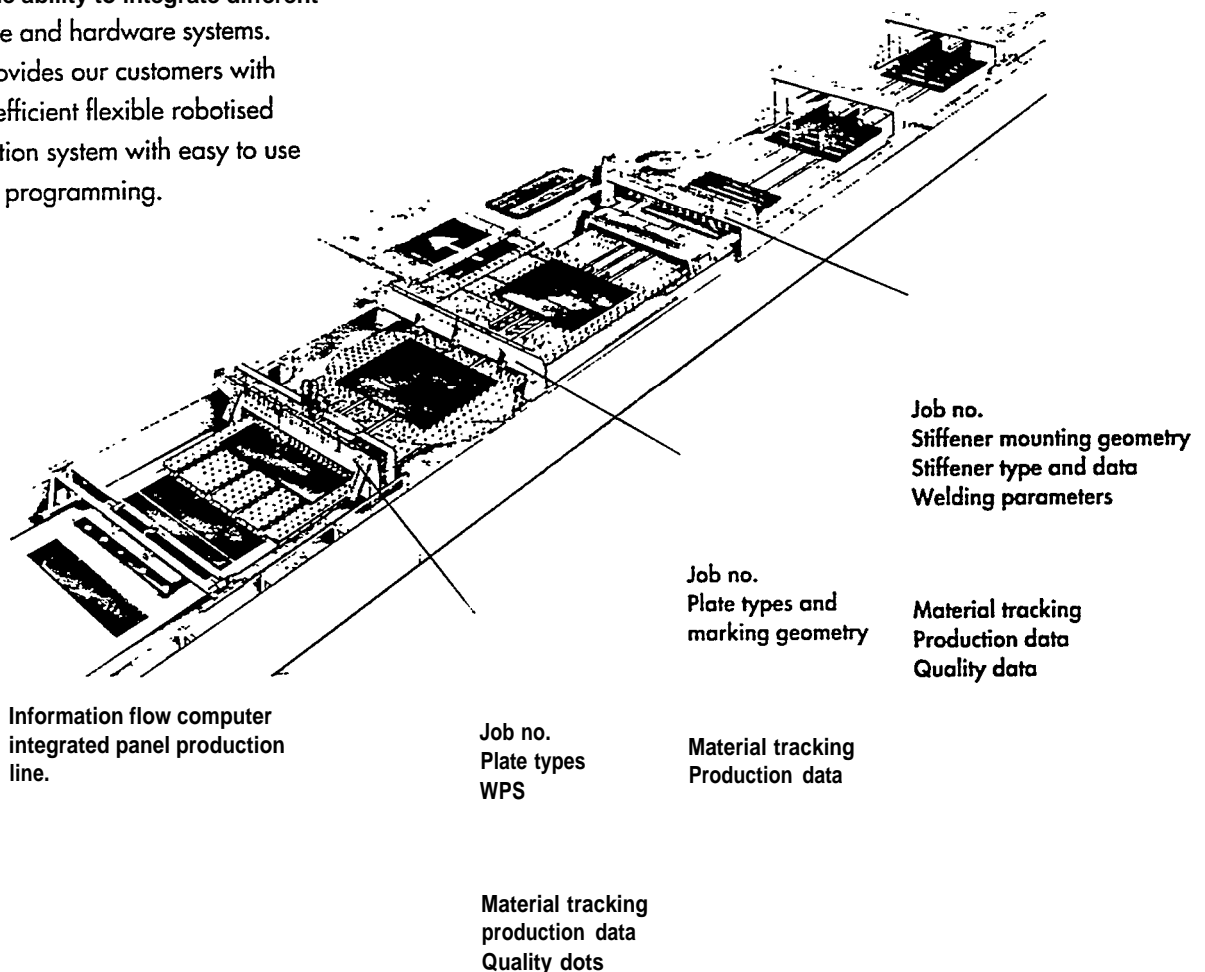 ability to integrate different
and hardware systems.
our customers with
efficient flexible robotised
system with easy to use
programming.
Job no.
Stiffener mounting geometry
Stiffener type and data
Welding parameters
Job no.
Plate types and
marking geometry
Material tracking
Production data
Quality data
Information flow computer
integrated panel production
line.
Job no.
Plate types
WPS
Material tracking
Production data
Material tracking
production data
Quality dots